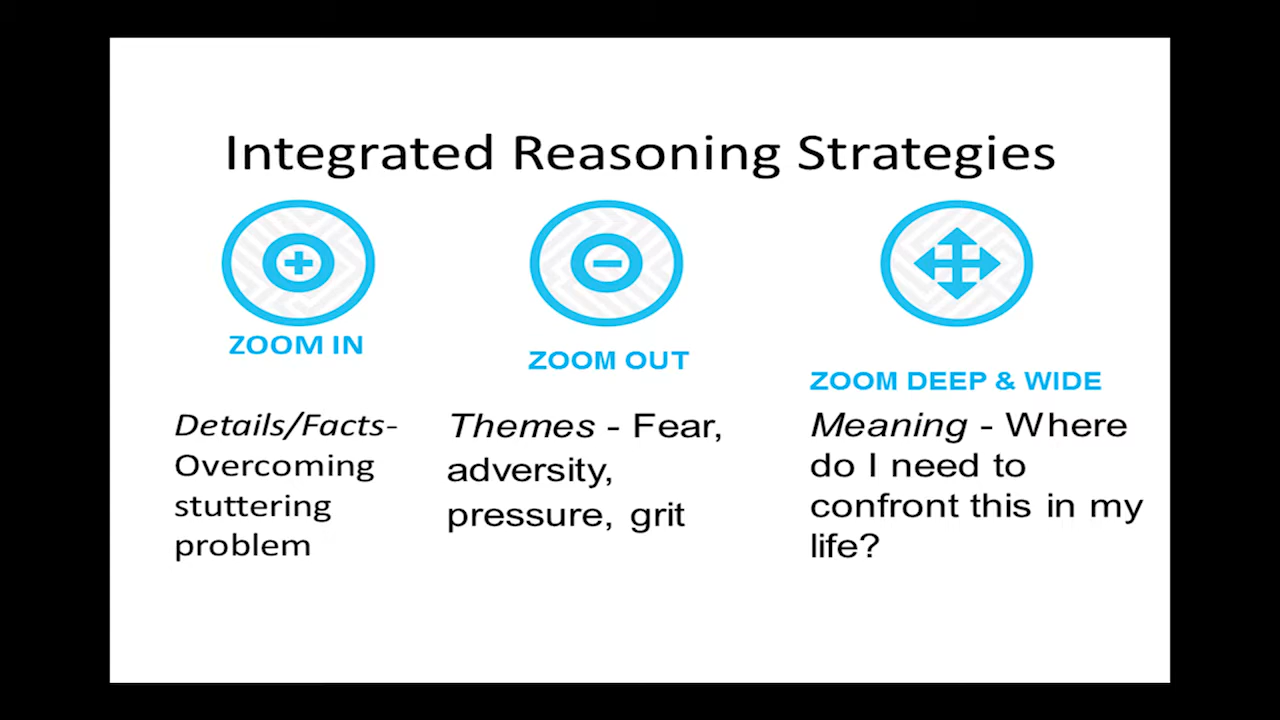 Integrated Reasoning Strategies
ZOOM IN
Details/Facts-
Overcoming
stuttering
problem
ZOOM OUT
Themes - Fear,
adversity,
pressure, grit
ZOOM DEEP & WIDE
Meaning - Where
do I need to
confront this in my
life?